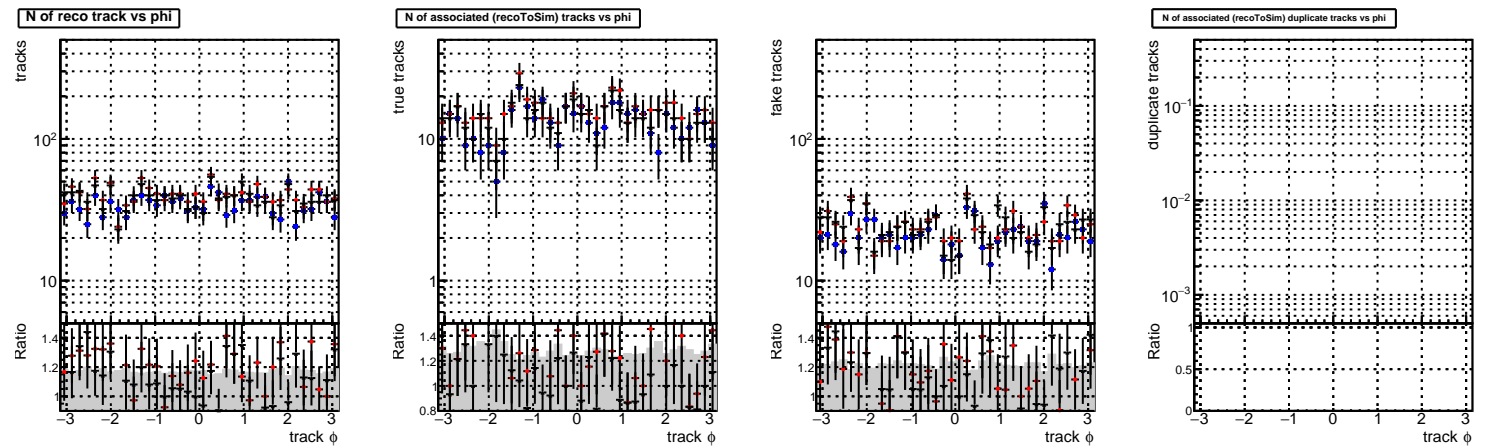 N of reco track vs phi
tracks
10²
10
Ratio
1.4
1.2
1
−3 −2 −1 0 1 2 3
track ϕ
N of associated (recoToSim) tracks vs phi
true tracks
10
1
Ratio
1.4
1.2
1
0.8
−3 −2 −1 0 1 2 3
track ϕ
fake tracks
10²
10
Ratio
1.4
1.2
1
−3 −2 −1 0 1 2 3
track ϕ
N of associated (recoToSim) duplicate tracks vs phi
duplicate tracks
10⁻¹
10⁻²
10⁻³
Ratio
1
0.5
0
−3 −2 −1 0 1 2 3
track ϕ